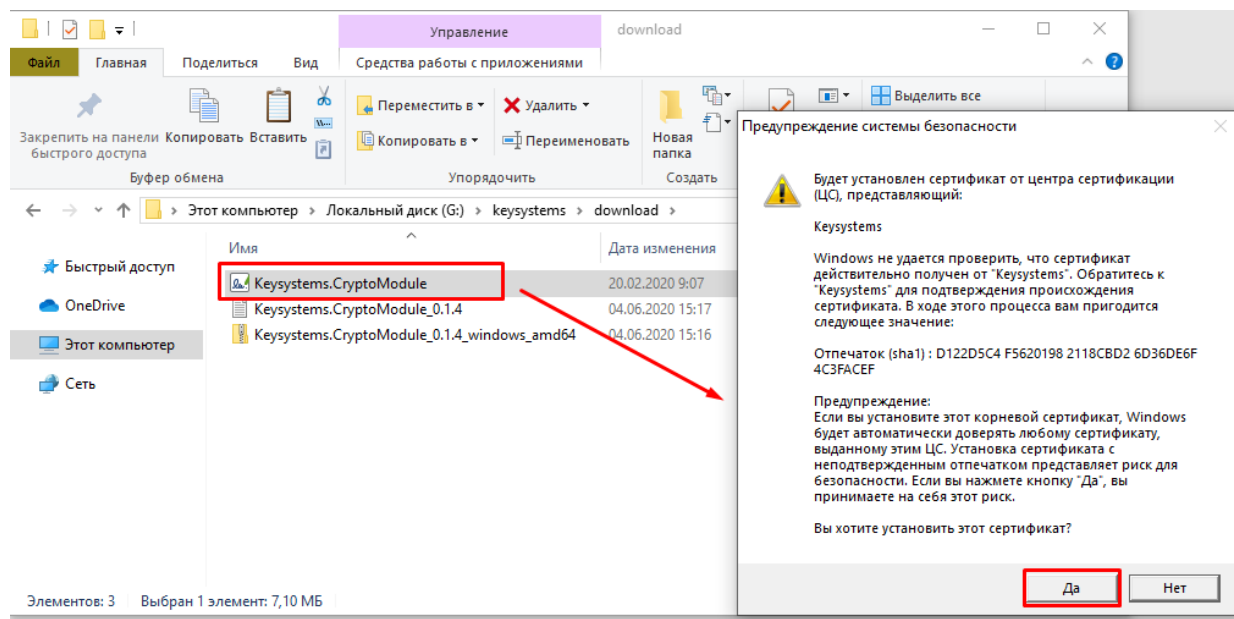 Управление
download
Файл
Главная
Поделиться
Вид
Средства работы с приложениями
Закрепить на панели
быстрого доступа
Копировать
Вставить
Переместить в
Копировать в
Удалить
Переименовать
Новая
папка
Выделить все
Буфер обмена
Упорядочить
Создать
Этот компьютер
Локальный диск (G:)
keysystems
download
Быстрый доступ
OneDrive
Этот компьютер
Сеть
Имя
Дата изменения
Keysystems.CryptoModule
20.02.2020 9:07
Keysystems.CryptoModule_0.1.4
04.06.2020 15:17
Keysystems.CryptoModule_0.1.4_windows_amd64
04.06.2020 15:16
Элементов: 3
Выбран 1 элемент: 7,10 МБ
Предупреждение системы безопасности
Будет установлен сертификат от центра сертификации
(ЦС), представляющий:
Keysystems
Windows не удается проверить, что сертификат
действительно получен от "Keysystems". Обратитесь к
"Keysystems" для подтверждения происхождения
сертификата. В ходе этого процесса вам пригодится
следующее значение:
Отпечаток (sha1) : D122D5C4 F5620198 2118CBD2 6D36DE6F
4C3FACEF
Предупреждение:
Если вы установите этот корневой сертификат, Windows
будет автоматически доверять любому сертификату,
выданному этим ЦС. Установка сертификата с
неподтвержденным отпечатком представляет риск для
безопасности. Если вы нажмете кнопку "Да", вы
принимаете на себя этот риск.
Вы хотите установить этот сертификат?
Да
Нет